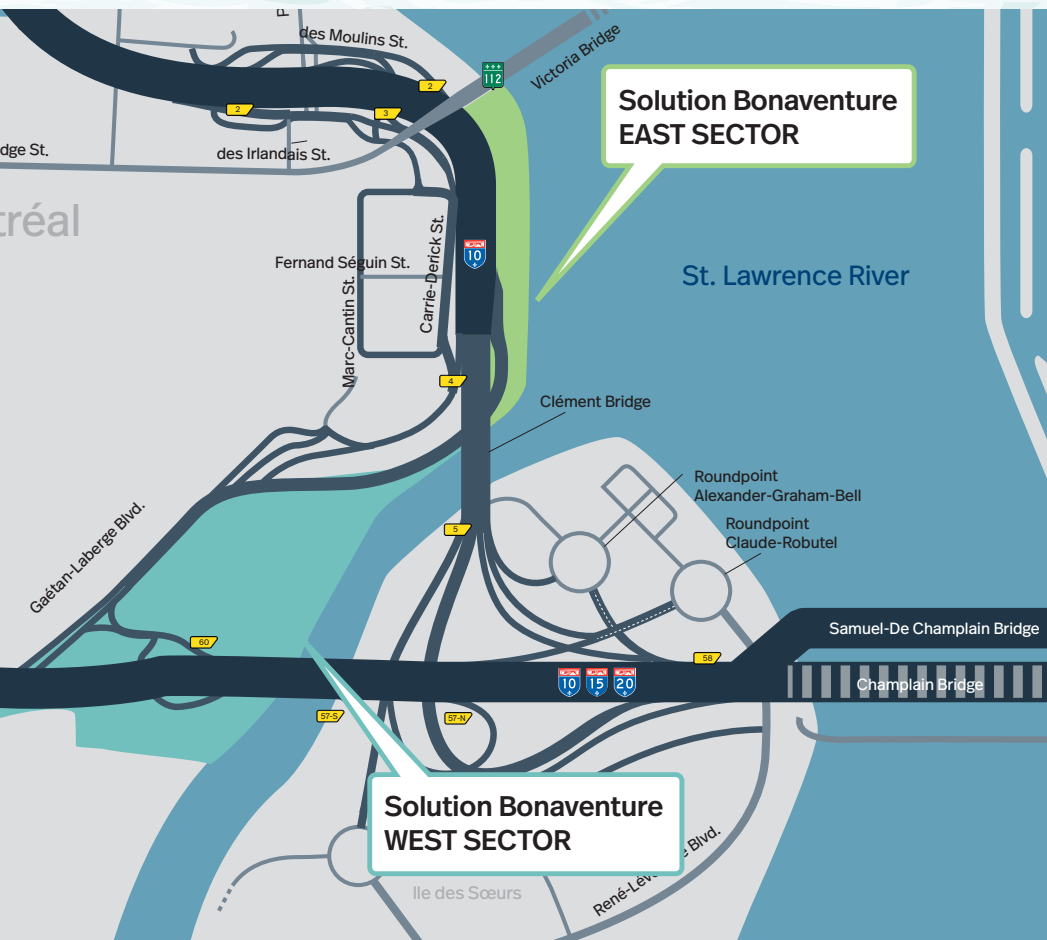 des Moulins St.
Victoria Bridge
112
2
2
3
Solution Bonaventure
EAST SECTOR
dge St.
des Irlandais St.
tréal
10
Carrie-Derick St.
Fernand Séguin St.
Marc-Cantin St.
St. Lawrence River
4
Clément Bridge
Roundpoint
Alexander-Graham-Bell
Roundpoint
Claude-Robutel
5
Gaétan-Laberge Blvd.
60
Samuel-De Champlain Bridge
58
10
15
20
Champlain Bridge
57-S
57-N
Solution Bonaventure
WEST SECTOR
Ile des Sœurs
René-Lév
e Blvd.